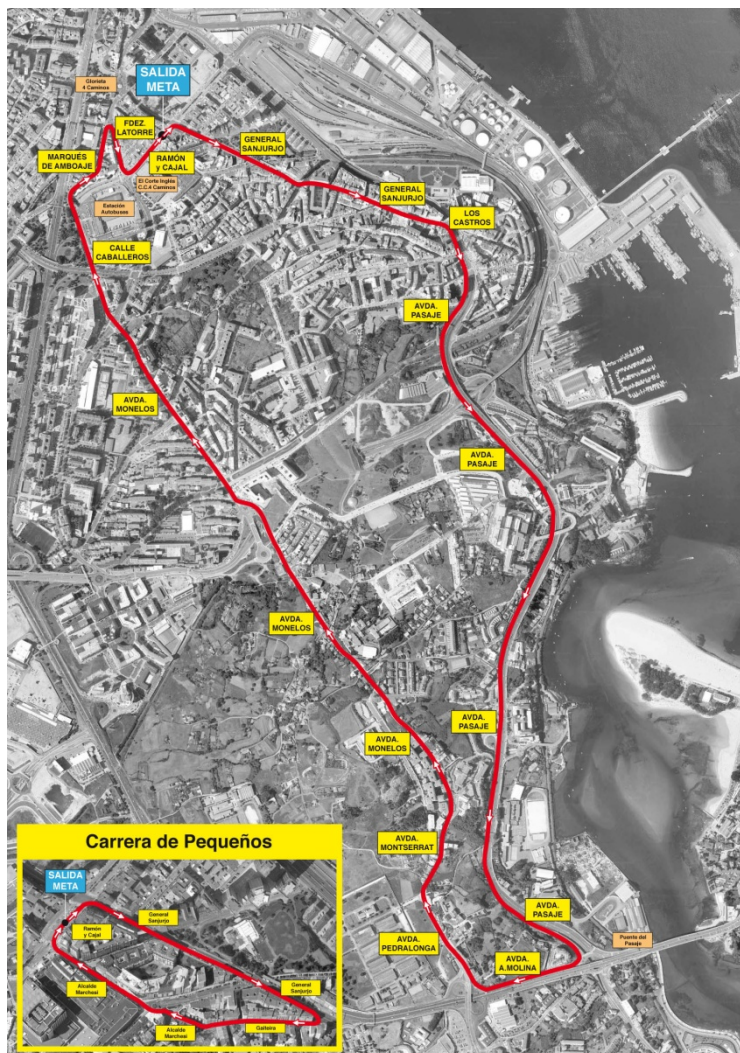 Glorieta
4 Caminos
SALIDA
META
FDEZ.
LATORRE
GENERAL
SANJURJO
MARQUÉS
DE AMBOAJE
RAMÓN
y CAJAL
El Corte Inglés
C.C.4 Caminos
GENERAL
SANJURJO
Estación
Autobuses
LOS
CASTROS
CALLE
CABALLEROS
AVDA.
PASAJE
AVDA.
MONELOS
AVDA.
PASAJE
AVDA.
MONELOS
AVDA.
PASAJE
AVDA.
MONELOS
AVDA.
MONTSERRAT
AVDA.
PASAJE
Puente del
Pasaje
AVDA.
PEDRALONGA
AVDA.
A.MOLINA
Carrera de Pequeños
SALIDA
META
General
Sanjurjo
Ramón
y Cajal
Alcalde
Marchesi
General
Sanjurjo
Alcalde
Marchesi
Gaiteira